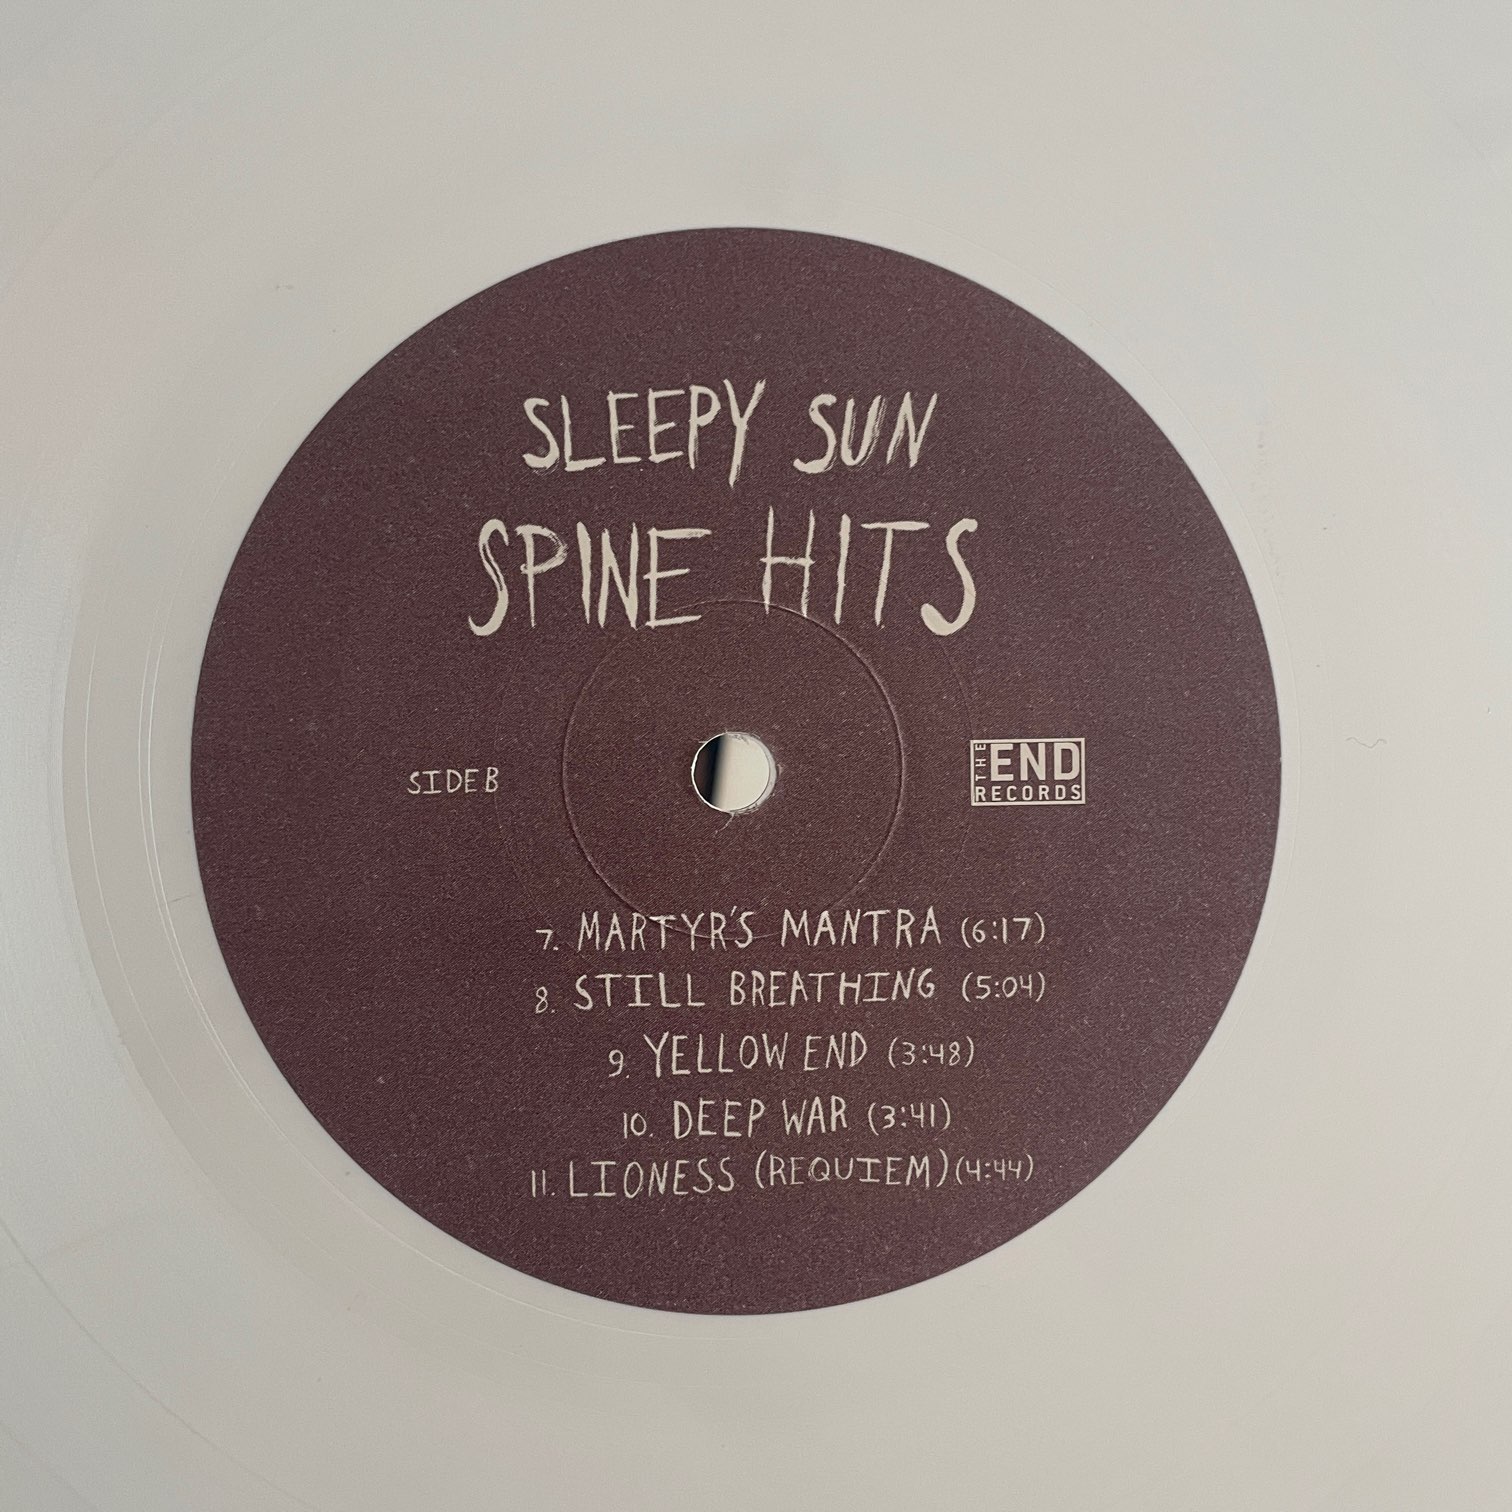 SLEEPY SUN
SPINE HITS
SIDE B
THE END
RECORDS
7. MARTYR'S MANTRA (6:17)
8. STILL BREATHING (5:04)
9. YELLOW END (3:48)
10. DEEP WAR (3:41)
11. LIONESS (REQUIEM) (4:44)